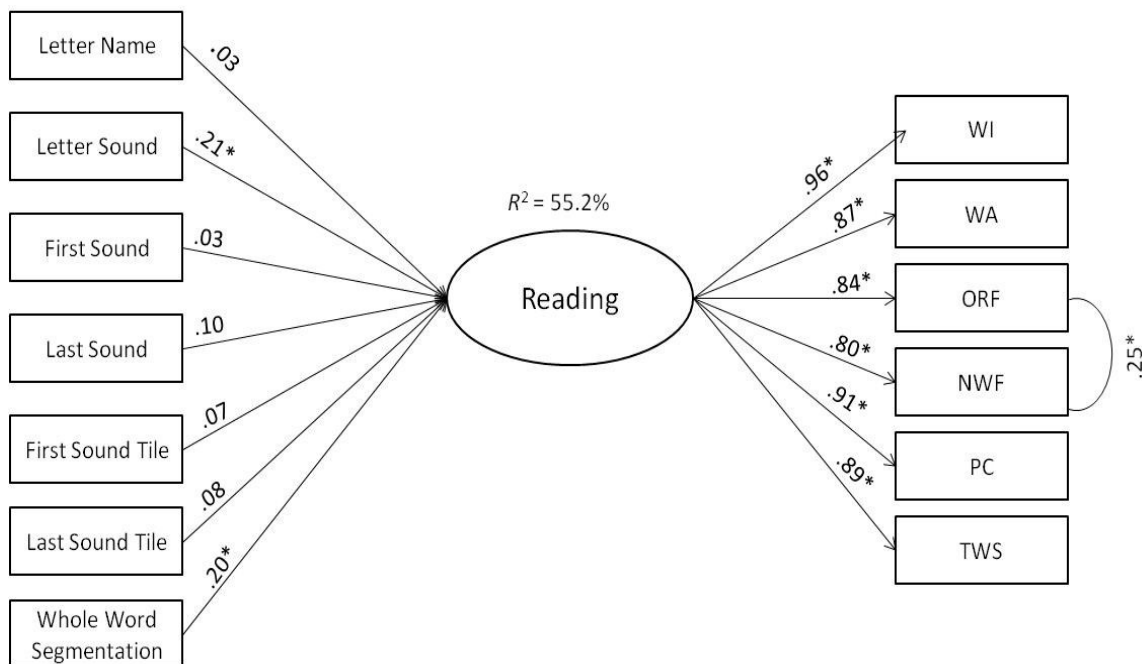 Letter Name
.03
Letter Sound
.21*
First Sound
.03
Last Sound
.10
First Sound Tile
.07
Last Sound Tile
.08
Whole Word
Segmentation
.20*
R² = 55.2%
Reading
.96*
WI
.87*
WA
.84*
ORF
.80*
NWF
.25*
.91*
PC
.89*
TWS